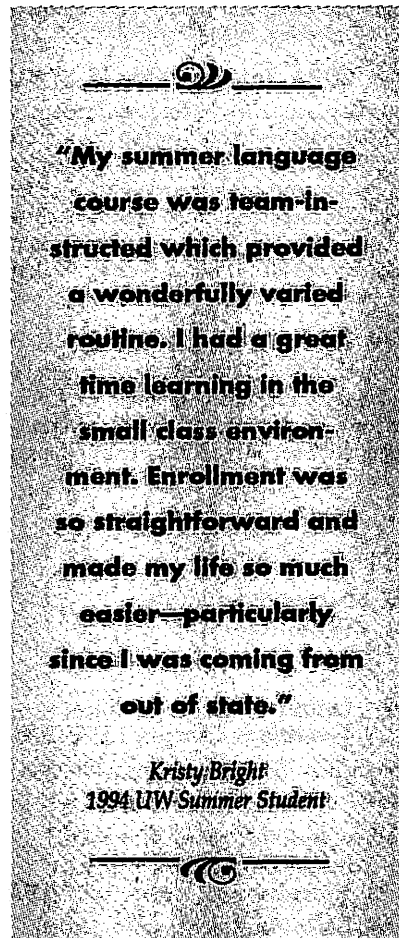 "My summer language
course was team-in-
structed which provided
a wonderfully varied
routine. I had a great
time learning in the
small class environ-
ment. Enrollment was
so straightforward and
made my life so much
easier—particularly
since I was coming from
out of state."
Kristy Bright
1994 UW Summer Student